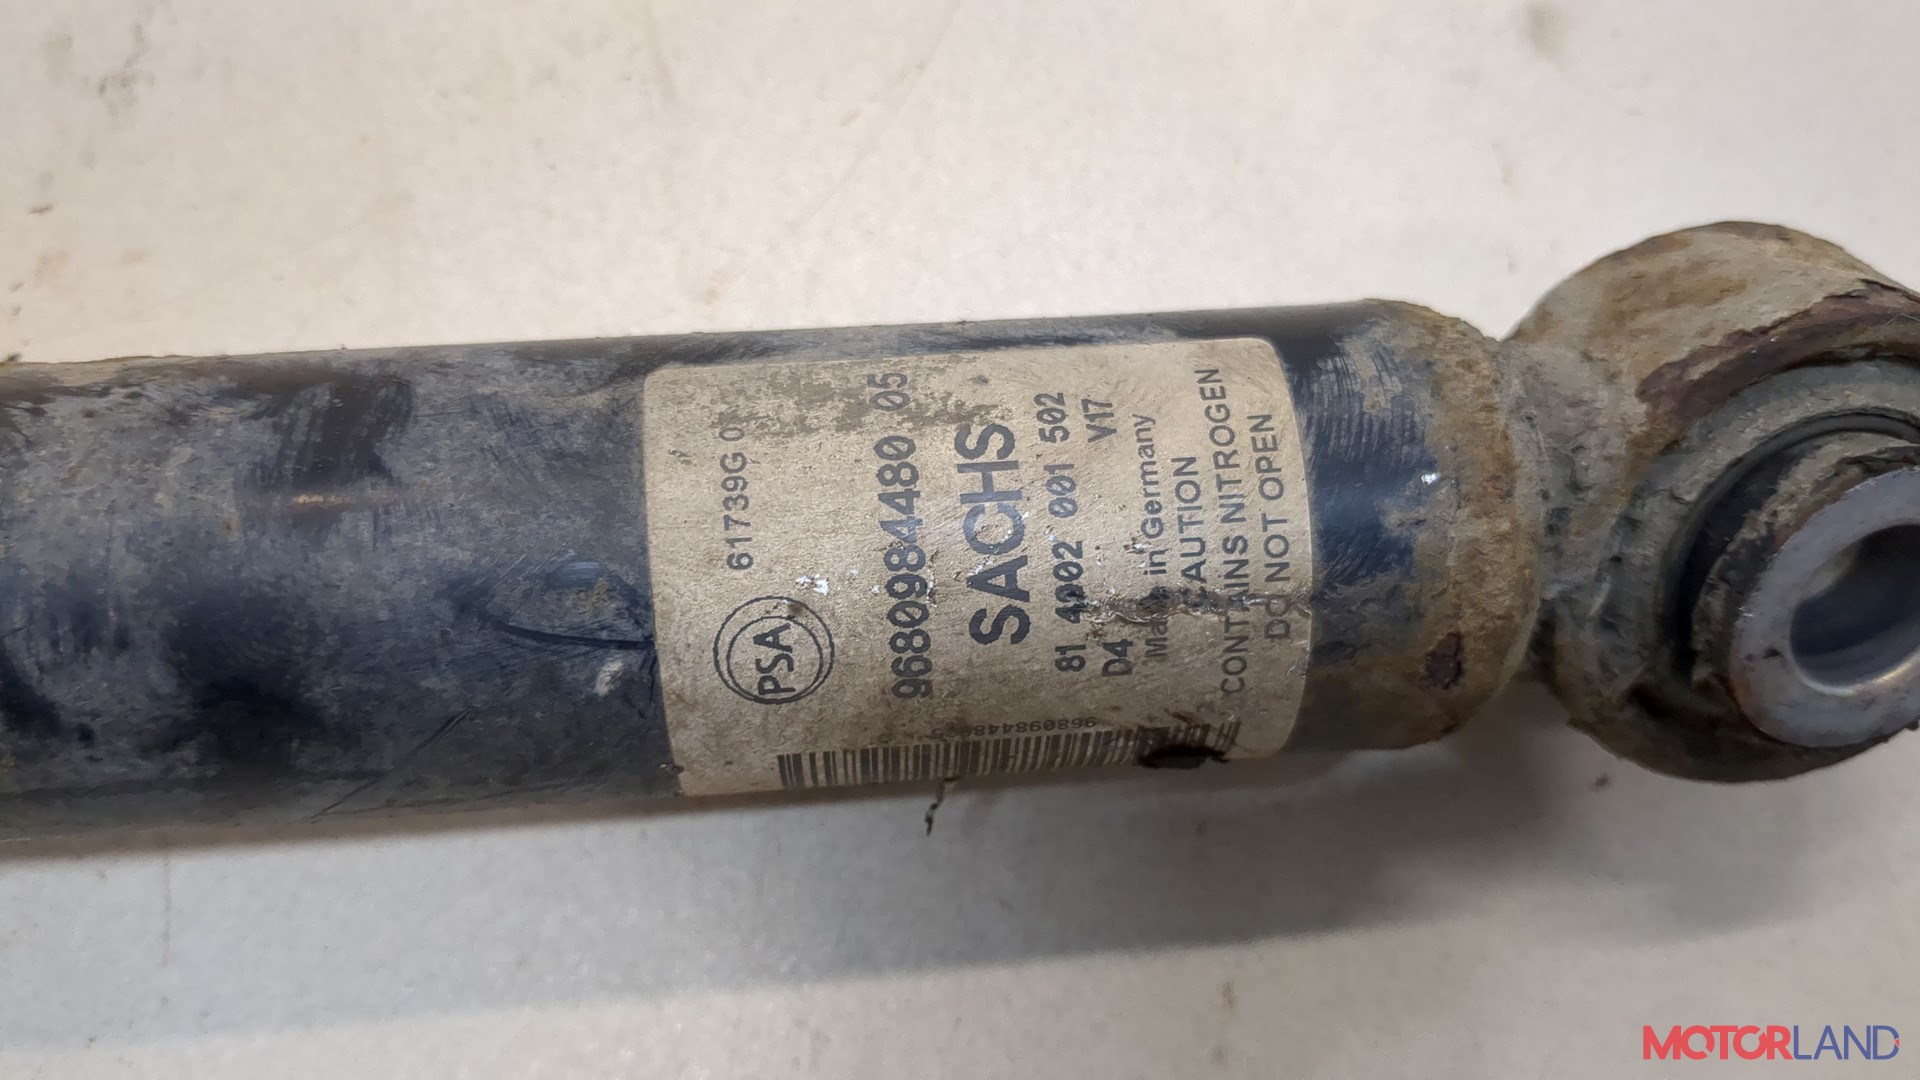 61739G 0
PSA
9680984480 05
SACHS
81 4002 001 502
D4 V17
Made in Germany
CAUTION
CONTAINS NITROGEN
DO NOT OPEN
MOTORLAND